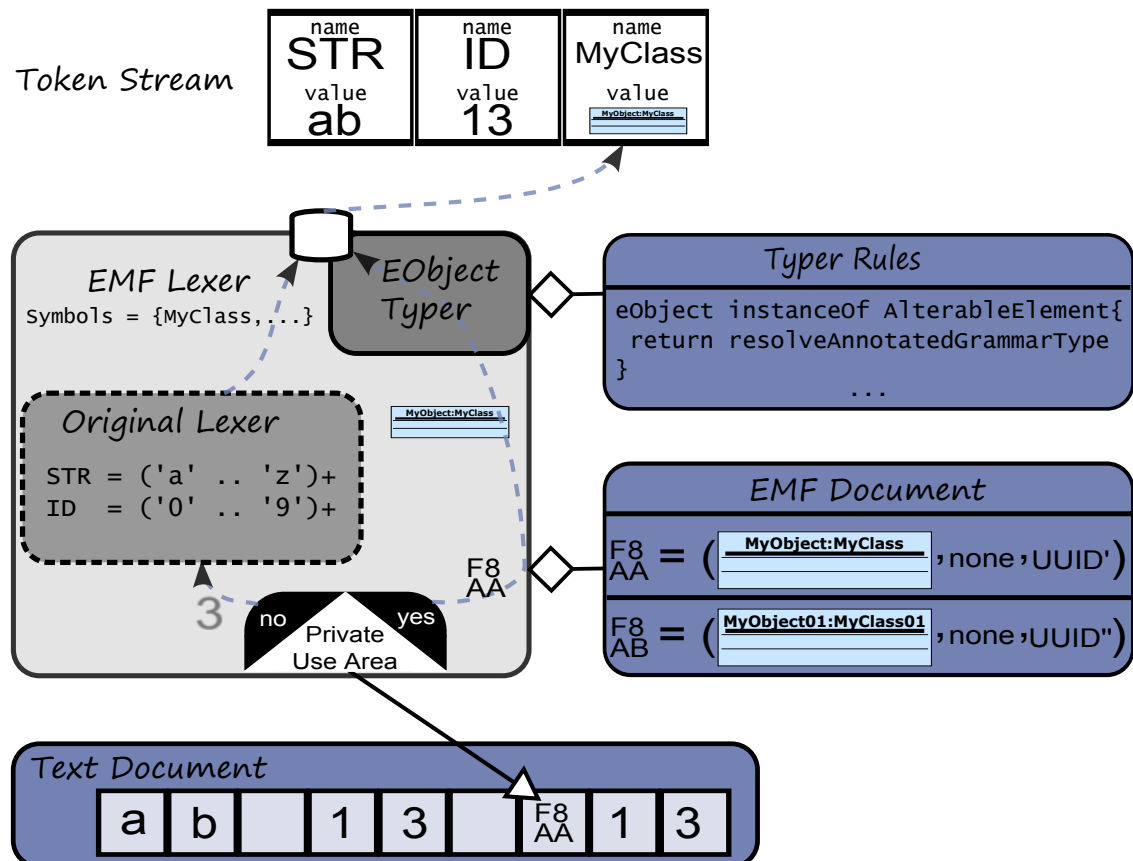 Token Stream
name name name
STR ID MyClass
value value value
ab 13 MyObject:MyClass
EMF Lexer
Symbols = {MyClass,...}
EObject
Typer
Typer Rules
eObject instanceOf AlterableElement{
return resolveAnnotatedGrammarType
}
...
Original Lexer
STR = ('a' .. 'z')+
ID = ('0' .. '9')+
MyObject:MyClass
EMF Document
F8
AA = ( MyObject:MyClass ,none,UUID')
F8
AB = ( MyObject01:MyClass01 ,none,UUID")
F8
AA
3
no yes
Private
Use Area
Text Document
a b 1 3 F8 AA 1 3